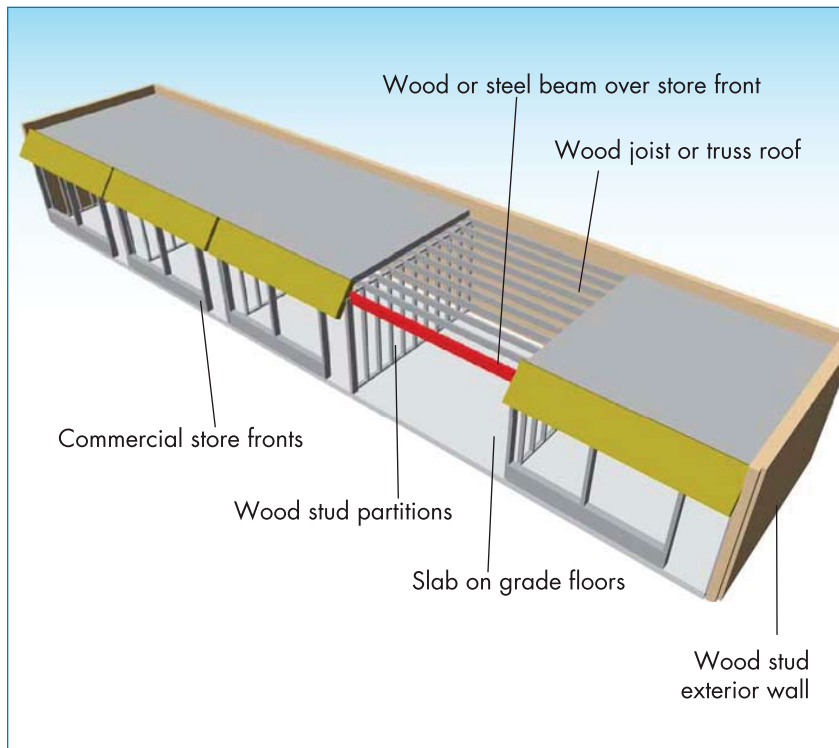 Wood or steel beam over store front
Wood joist or truss roof
Commercial store fronts
Wood stud partitions
Slab on grade floors
Wood stud
exterior wall